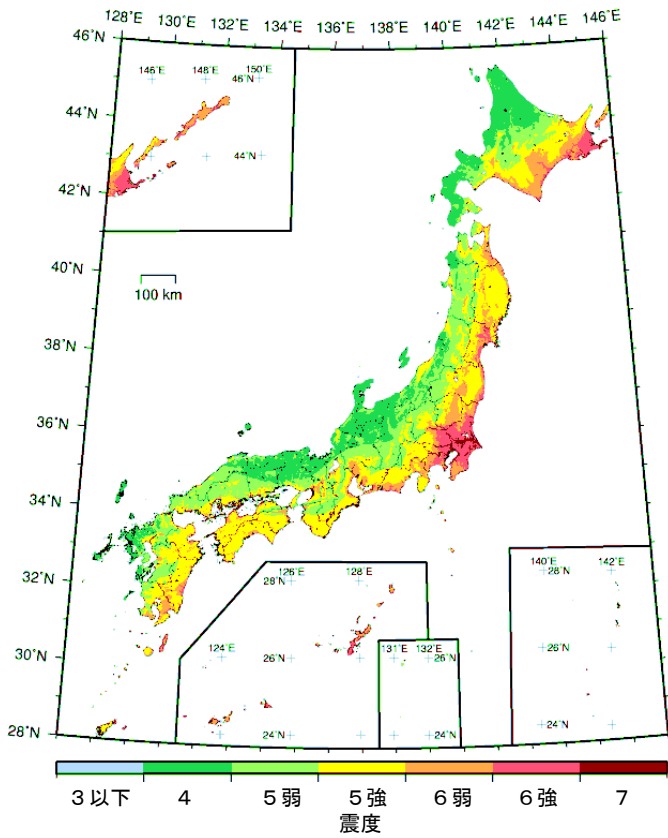 128°E 130°E 132°E 134°E 136°E 138°E 140°E 142°E 144°E 146°E
46°N
146°E 148°E 150°E
46°N
44°N
44°N
42°N
40°N
100 km
38°N
36°N
34°N
32°N
126°E 128°E
28°N
140°E 142°E
28°N
30°N
124°E
26°N
131°E 132°E
26°N
26°N
28°N
24°N
24°N
24°N
3以下 4 5弱 5強 6弱 6強 7
震度